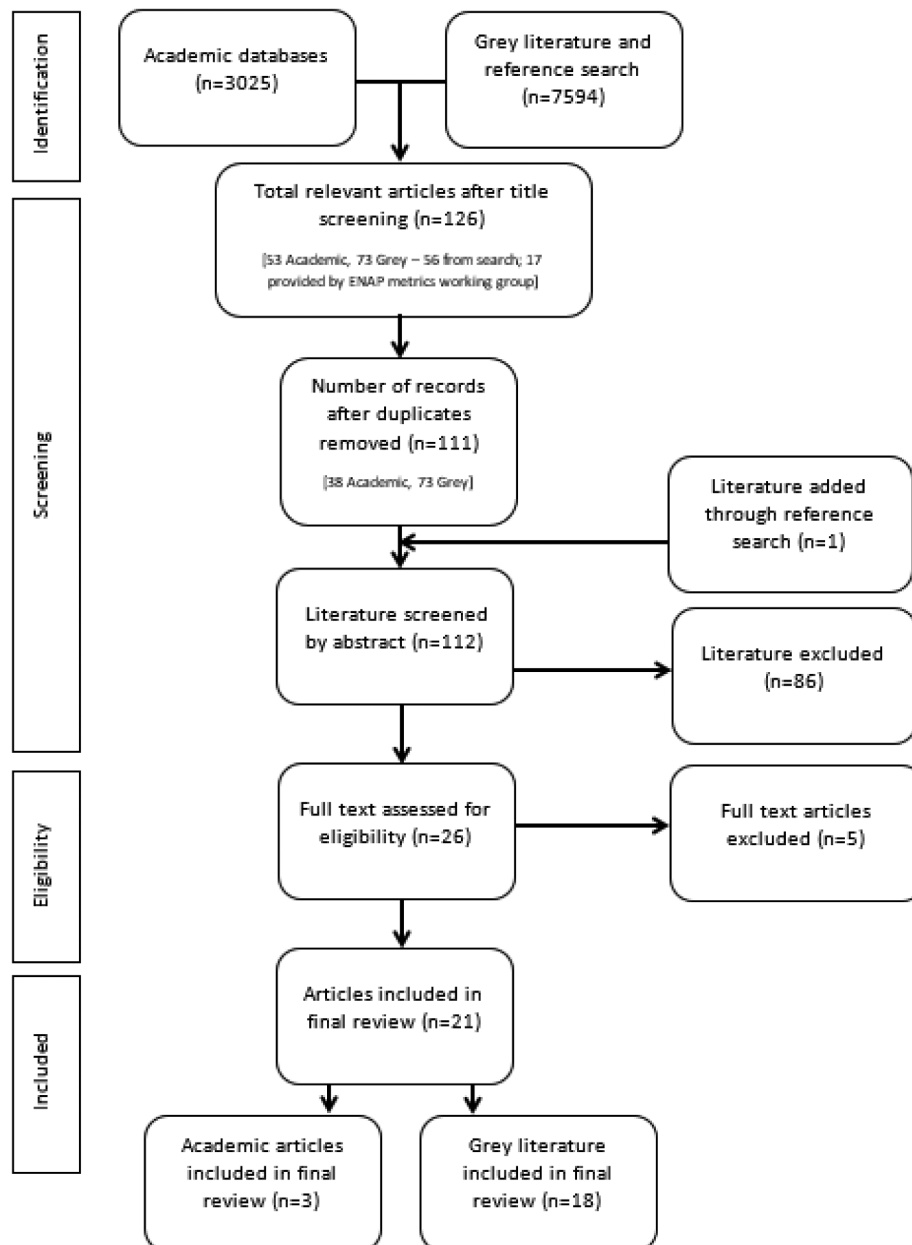 Identification
Academic databases
(n=3025)
Grey literature and
reference search
(n=7594)
Screening
Total relevant articles after title
screening (n=126)
[53 Academic, 73 Grey – 56 from search; 17
provided by ENAP metrics working group]
Number of records
after duplicates
removed (n=111)
[38 Academic, 73 Grey]
Literature added
through reference
search (n=1)
Literature screened
by abstract (n=112)
Literature excluded
(n=86)
Eligibility
Full text assessed for
eligibility (n=26)
Full text articles
excluded (n=5)
Included
Articles included in
final review (n=21)
Academic articles
included in final
review (n=3)
Grey literature
included in final
review (n=18)